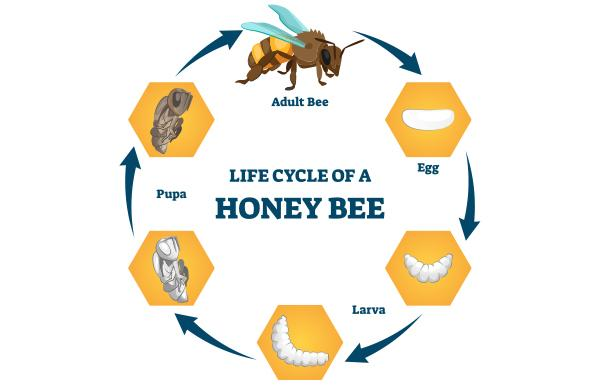 Adult Bee
Egg
LIFE CYCLE OF A
HONEY BEE
Pupa
Larva